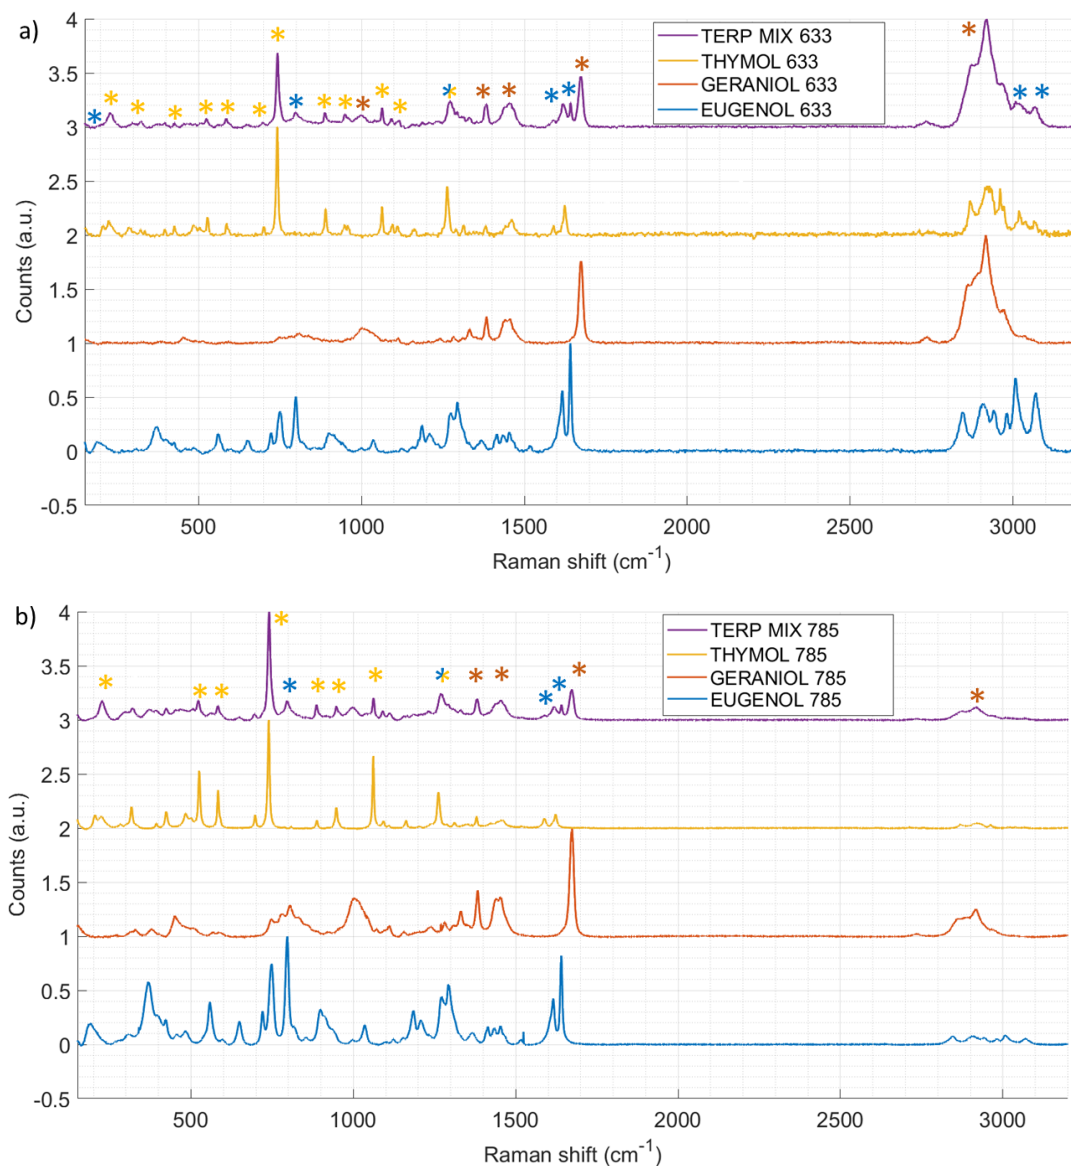 a)
4
3.5
3
2.5
2
1.5
1
0.5
0
-0.5
Counts (a.u.)
TERP MIX 633
THYMOL 633
GERANIOL 633
EUGENOL 633
500 1000 1500 2000 2500 3000
Raman shift (cm⁻¹)
b)
4
3.5
3
2.5
2
1.5
1
0.5
0
-0.5
Counts (a.u.)
TERP MIX 785
THYMOL 785
GERANIOL 785
EUGENOL 785
500 1000 1500 2000 2500 3000
Raman shift (cm⁻¹)